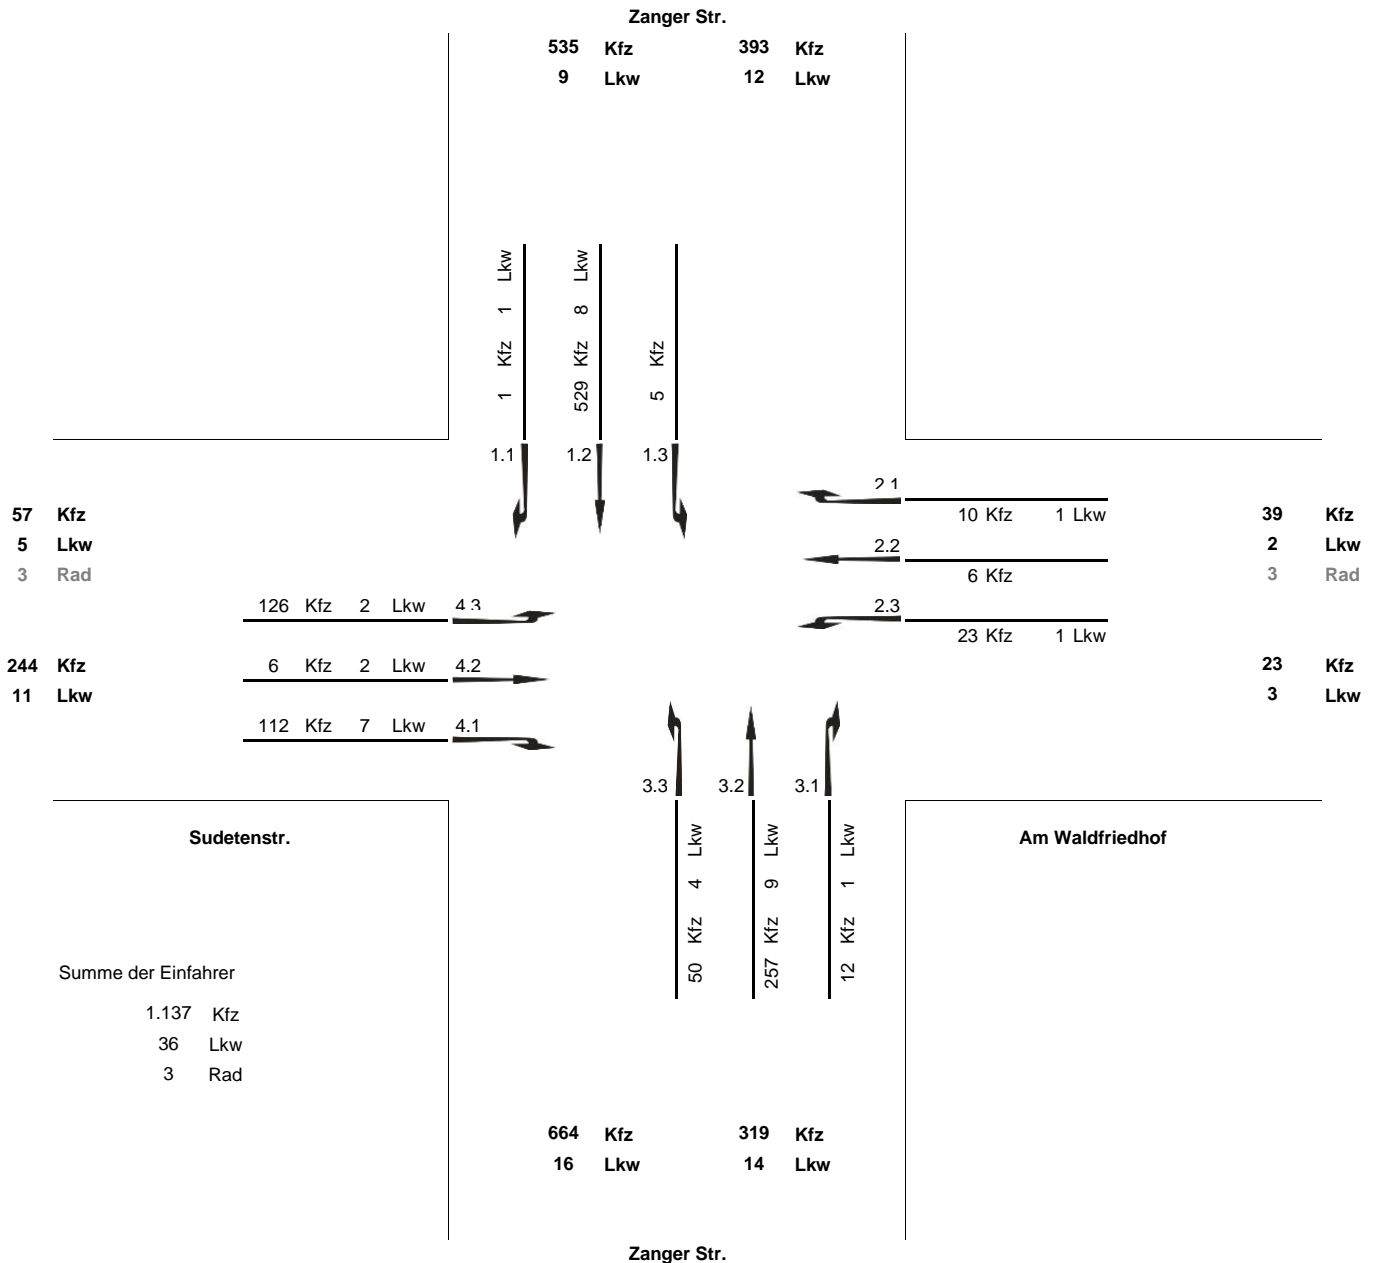 Zanger Str.
535 Kfz 393 Kfz
9 Lkw 12 Lkw
1 Kfz 1 Lkw
529 Kfz 8 Lkw
5 Kfz
1.1 1.2 1.3
57 Kfz
5 Lkw
3 Rad
2.1
10 Kfz 1 Lkw
2.2
6 Kfz
2.3
23 Kfz 1 Lkw
39 Kfz
2 Lkw
3 Rad
126 Kfz 2 Lkw 4.3
244 Kfz
11 Lkw
6 Kfz 2 Lkw 4.2
112 Kfz 7 Lkw 4.1
23 Kfz
3 Lkw
3.3 3.2 3.1
50 Kfz 4 Lkw
257 Kfz 9 Lkw
12 Kfz 1 Lkw
Sudetenstr.
Am Waldfriedhof
Summe der Einfahrer
1.137 Kfz
36 Lkw
3 Rad
664 Kfz 319 Kfz
16 Lkw 14 Lkw
Zanger Str.